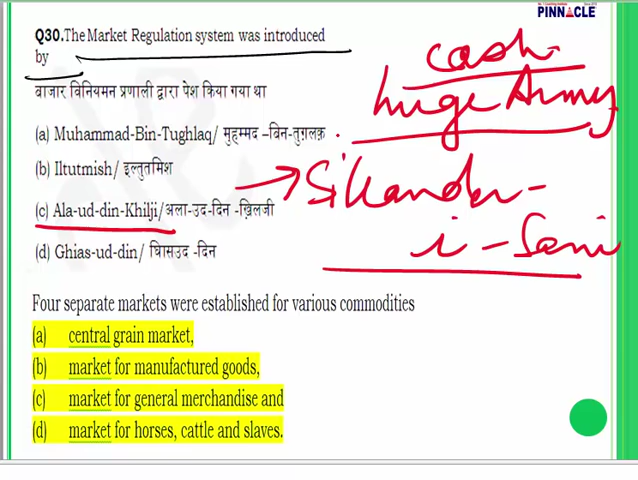 PINNACLE
Q30.The Market Regulation system was introduced
by
बाजार विनियमन प्रणाली द्वारा पेश किया गया था
(a) Muhammad-Bin-Tughlaq/ मुहम्मद –बिन-तुग़लक़
(b) Iltutmish/ इल्तुतमिश
(c) Ala-ud-din-Khilji/अला-उद-दिन -ख़िलजी
(d) Ghias-ud-din/ घिासउद -दिन
cash
huge Army
Sikander -
i - Sani
Four separate markets were established for various commodities
(a) central grain market,
(b) market for manufactured goods,
(c) market for general merchandise and
(d) market for horses, cattle and slaves.